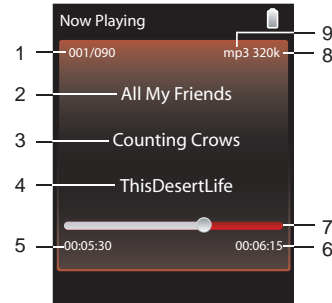 Now Playing
9
1 001/090 mp3 320k 8
2 All My Friends
3 Counting Crows
4 ThisDesertLife
7
5 00:05:30 00:06:15 6